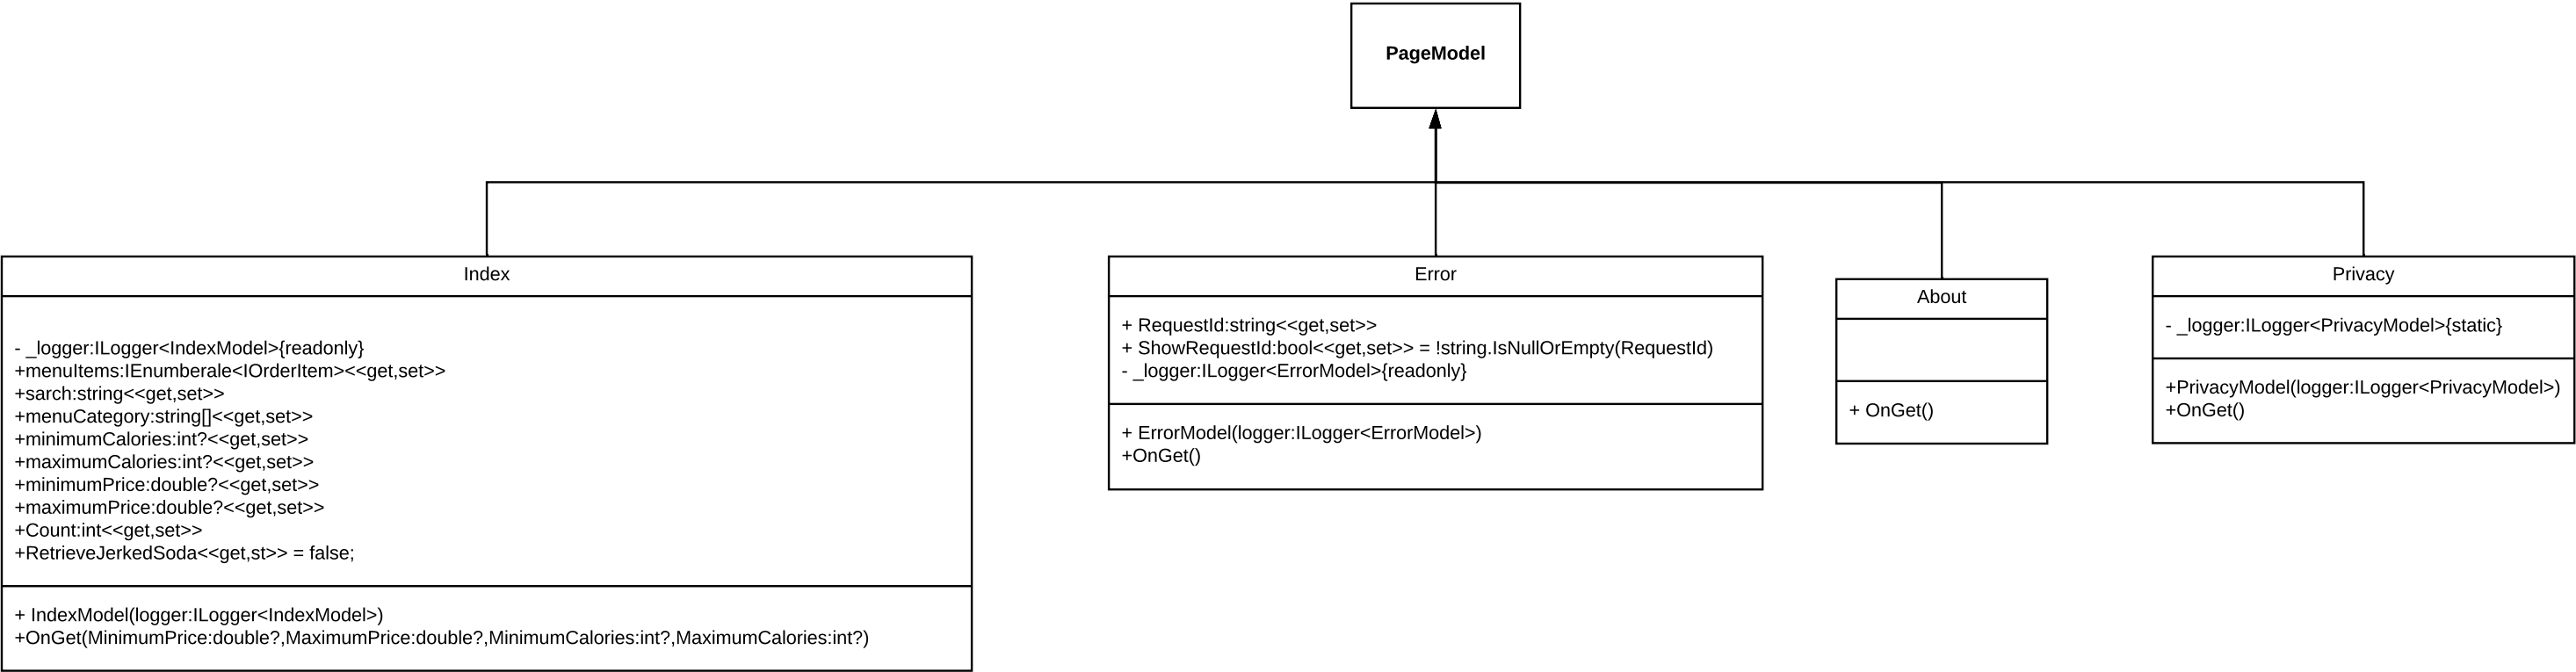 PageModel
Index
- _logger:ILogger<IndexModel>{readonly}
+menuItems:IEnumberale<IOrderItem><<get,set>>
+sarch:string<<get,set>>
+menuCategory:string[]<<get,set>>
+minimumCalories:int?<<get,set>>
+maximumCalories:int?<<get,set>>
+minimumPrice:double?<<get,set>>
+maximumPrice:double?<<get,set>>
+Count:int<<get,set>>
+RetrieveJerkedSoda<<get,st>> = false;
+ IndexModel(logger:ILogger<IndexModel>)
+OnGet(MinimumPrice:double?,MaximumPrice:double?,MinimumCalories:int?,MaximumCalories:int?)
Error
+ RequestId:string<<get,set>>
+ ShowRequestId:bool<<get,set>> = !string.IsNullOrEmpty(RequestId)
- _logger:ILogger<ErrorModel>{readonly}
+ ErrorModel(logger:ILogger<ErrorModel>)
+OnGet()
About
+ OnGet()
Privacy
- _logger:ILogger<PrivacyModel>{static}
+PrivacyModel(logger:ILogger<PrivacyModel>)
+OnGet()